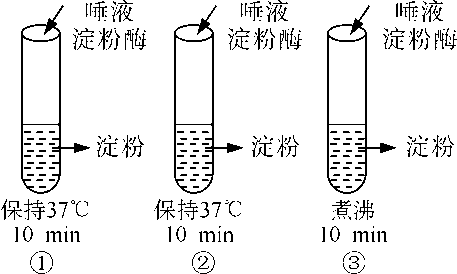 唾液
淀粉酶
淀粉
保持37℃
10 min
①
唾液
淀粉酶
淀粉
保持37℃
10 min
②
唾液
淀粉酶
淀粉
煮沸
10 min
③